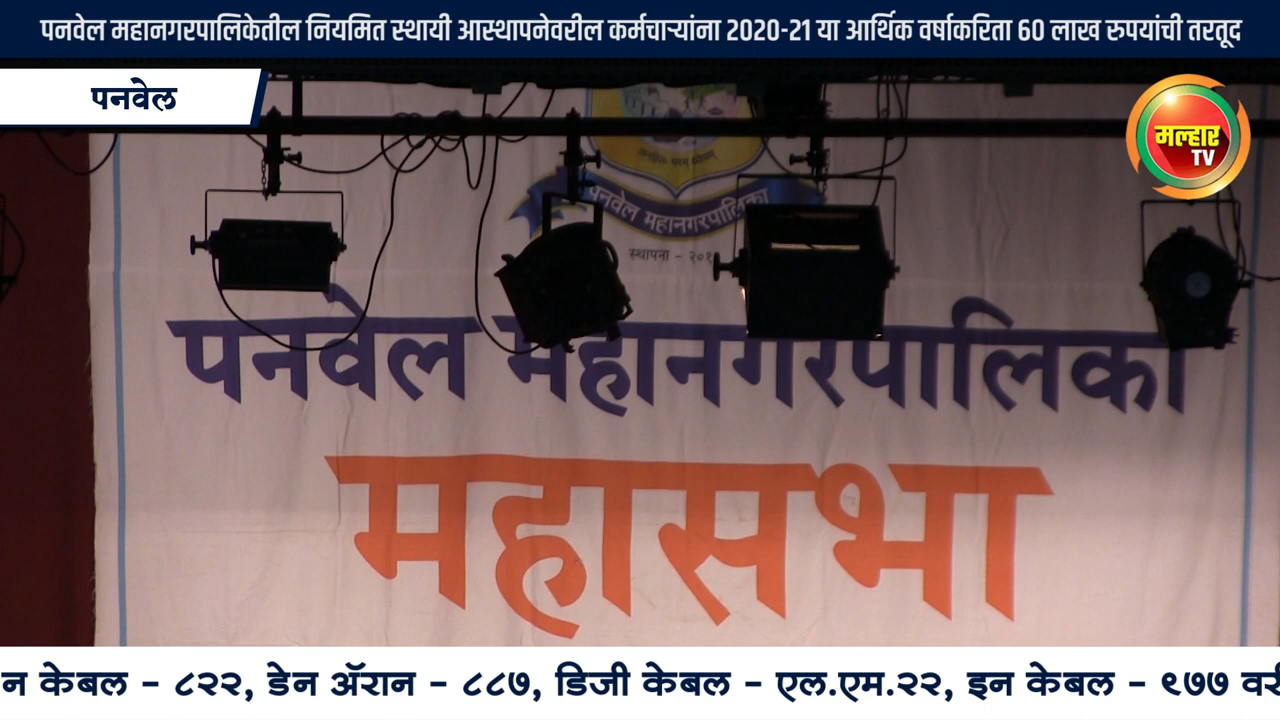 पनवेल महानगरपालिकेतील नियमित स्थायी आस्थापनेवरील कर्मचाऱ्यांना 2020-21 या आर्थिक वर्षाकरिता 60 लाख रुपयांची तरतूद
पनवेल
मल्हार
TV
पनवेल महानगरपालिका
स्थापना -
पनवेल महानगरपालिका
महासभा
न केबल - ८२२, डेन ॲरान - ८८७, डिजी केबल - एल.एम.२२, इन केबल - ९७७ वरी